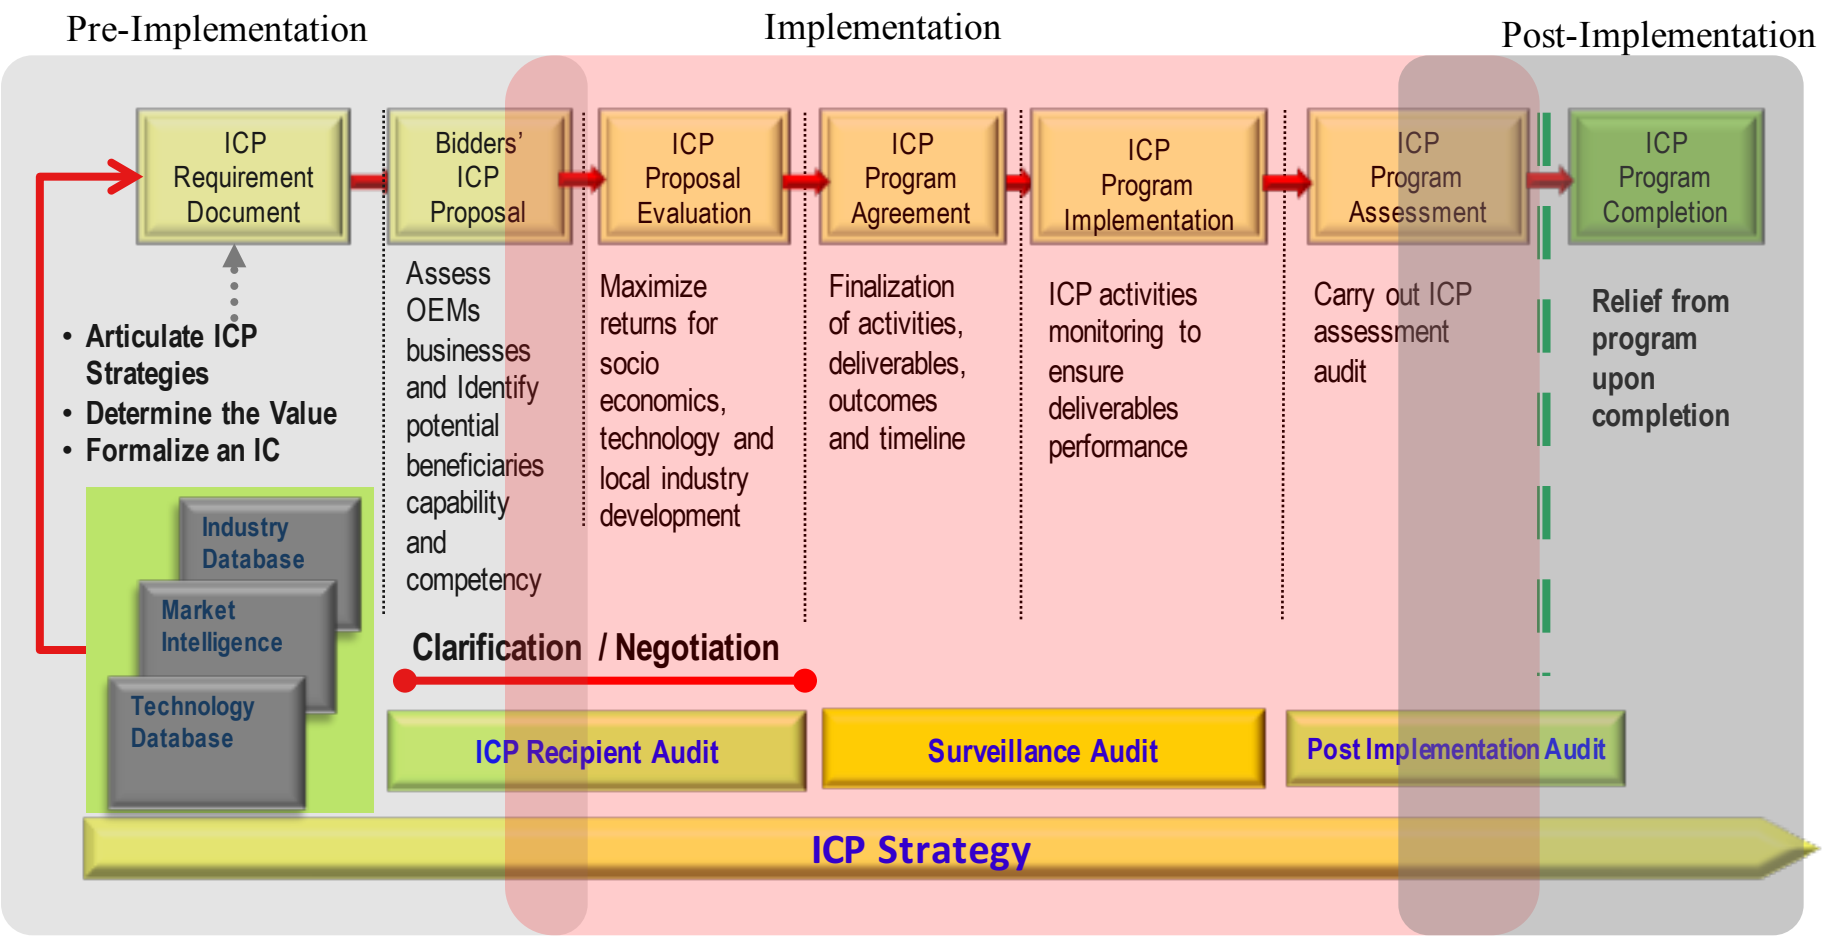 Pre-Implementation
Implementation
Post-Implementation
ICP
Requirement
Document
Bidders’
ICP
Proposal
ICP
Proposal
Evaluation
ICP
Program
Agreement
ICP
Program
Implementation
ICP
Program
Assessment
ICP
Program
Completion
• Articulate ICP
Strategies
• Determine the Value
• Formalize an IC
Assess
OEMs
businesses
and Identify
potential
beneficiaries
capability
and
competency
Maximize
returns for
socio
economics,
technology and
local industry
development
Finalization
of activities,
deliverables,
outcomes
and timeline
ICP activities
monitoring to
ensure
deliverables
performance
Carry out ICP
assessment
audit
Relief from
program
upon
completion
Industry
Database
Market
Intelligence
Technology
Database
Clarification / Negotiation
ICP Recipient Audit
Surveillance Audit
Post Implementation Audit
ICP Strategy